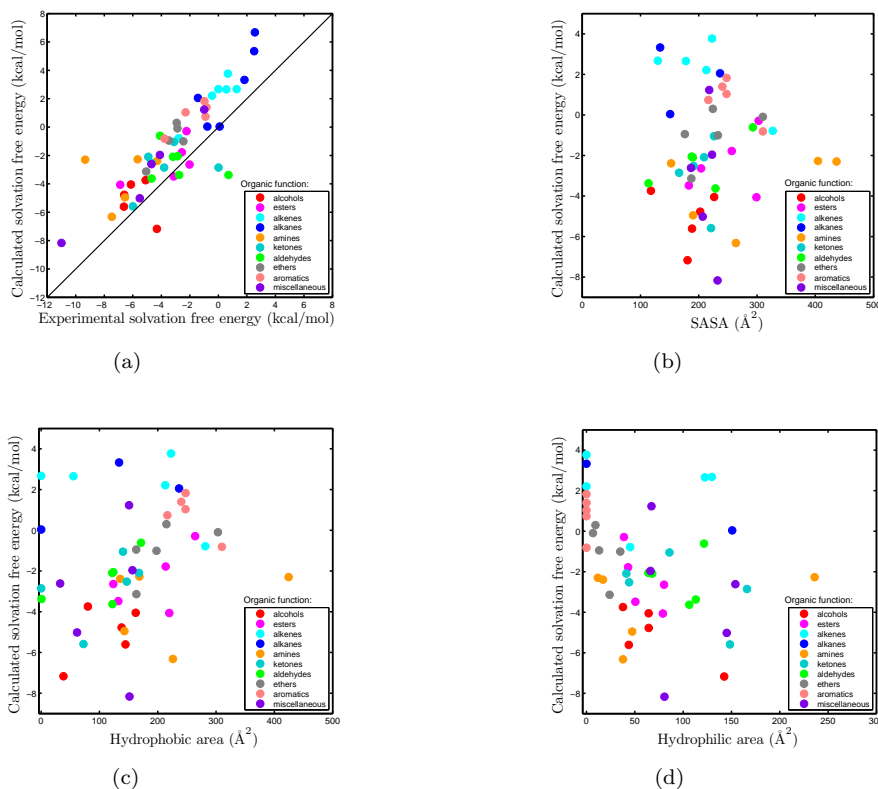 Calculated solvation free energy (kcal/mol)
8
6
4
2
0
−2
−4
−6
−8
−10
−12
−12 −10 −8 −6 −4 −2 0 2 4 6 8
Experimental solvation free energy (kcal/mol)
Organic function:
alcohols
esters
alkenes
alkanes
amines
ketones
aldehydes
ethers
aromatics
miscellaneous
(a)
Calculated solvation free energy (kcal/mol)
4
2
0
−2
−4
−6
−8
0 100 200 300 400 500
SASA (Å²)
Organic function:
alcohols
esters
alkenes
alkanes
amines
ketones
aldehydes
ethers
aromatics
miscellaneous
(b)
Calculated solvation free energy (kcal/mol)
4
2
0
−2
−4
−6
−8
0 100 200 300 400 500
Hydrophobic area (Å²)
Organic function:
alcohols
esters
alkenes
alkanes
amines
ketones
aldehydes
ethers
aromatics
miscellaneous
(c)
Calculated solvation free energy (kcal/mol)
4
2
0
−2
−4
−6
−8
0 50 100 150 200 250 300
Hydrophilic area (Å²)
Organic function:
alcohols
esters
alkenes
alkanes
amines
ketones
aldehydes
ethers
aromatics
miscellaneous
(d)